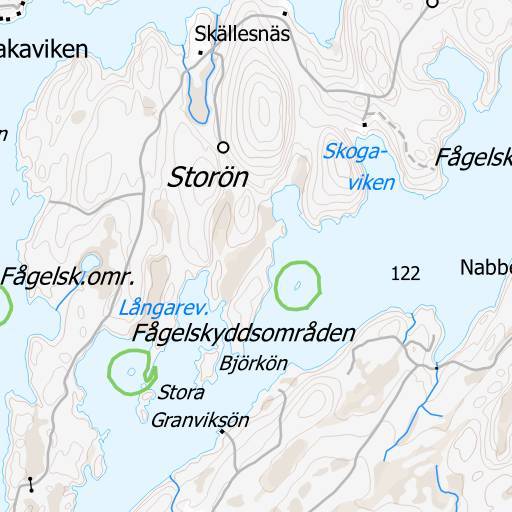 Skällesnäs
akaviken
Skoga-
viken
Fågelsk
Storön
Nabb
122
Fågelsk.omr.
Långarev.
Fågelskyddsområden
Björkön
Stora
Granviksön